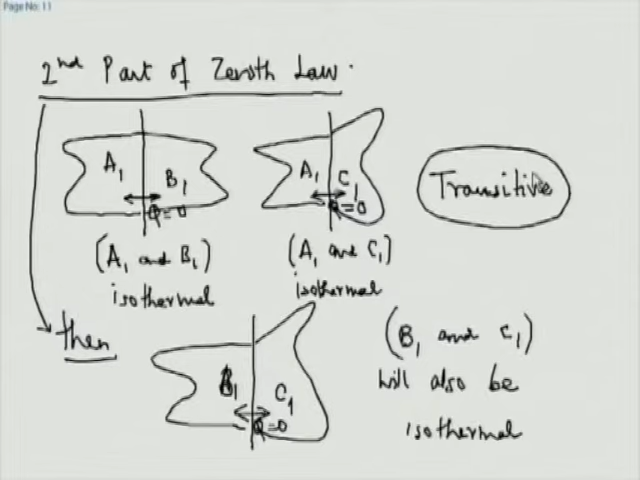 Page No: 11
2nd Part of Zeroth Law.
A1 B1
Q=0
A1 C1
Q=0
Transitive
(A1 and B1)
isothermal
(A1 and C1)
isothermal
then
B1 C1
Q=0
(B1 and C1)
will also be
isothermal